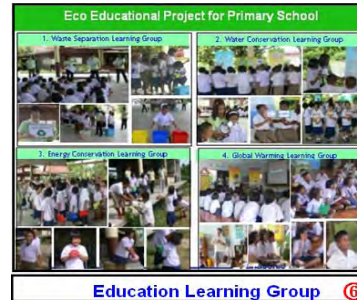 Eco Educational Project for Primary School
1. Waste Separation Learning Group
2. Water Conservation Learning Group
3. Energy Conservation Learning Group
4. Global Warming Learning Group
Education Learning Group ⑥